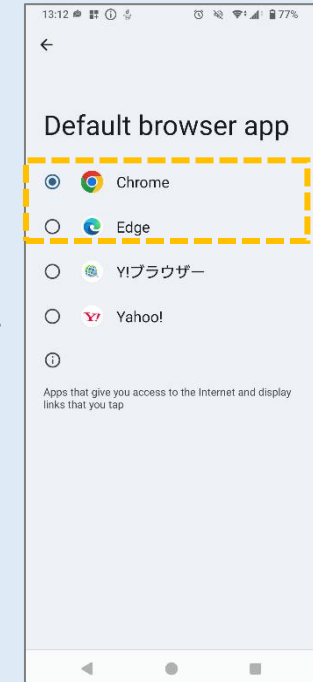 13:12
77%
Default browser app
Chrome
Edge
Y!ブラウザー
Yahoo!
Apps that give you access to the Internet and display
links that you tap